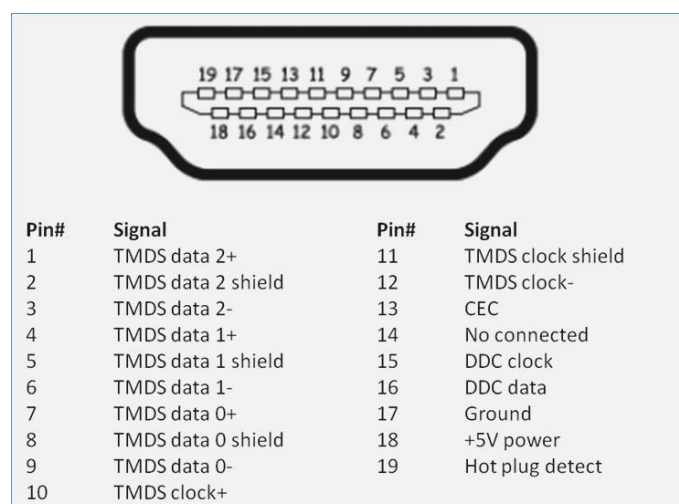 19 17 15 13 11 9 7 5 3 1
18 16 14 12 10 8 6 4 2
Pin# Signal Pin# Signal
1 TMDS data 2+ 11 TMDS clock shield
2 TMDS data 2 shield 12 TMDS clock-
3 TMDS data 2- 13 CEC
4 TMDS data 1+ 14 No connected
5 TMDS data 1 shield 15 DDC clock
6 TMDS data 1- 16 DDC data
7 TMDS data 0+ 17 Ground
8 TMDS data 0 shield 18 +5V power
9 TMDS data 0- 19 Hot plug detect
10 TMDS clock+